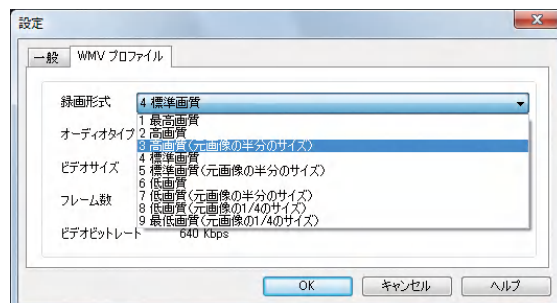 設定
一般 WMV プロファイル
録画形式 4 標準画質
1 最高画質
オーディオタイプ 2 高画質
3 高画質(元画像の半分のサイズ)
4 標準画質
ビデオサイズ 5 標準画質(元画像の半分のサイズ)
6 低画質
フレーム数 7 低画質(元画像の半分のサイズ)
8 低画質(元画像の1/4のサイズ)
9 最低画質(元画像の1/4のサイズ)
ビデオビットレート 640 Kbps
OK キャンセル ヘルプ